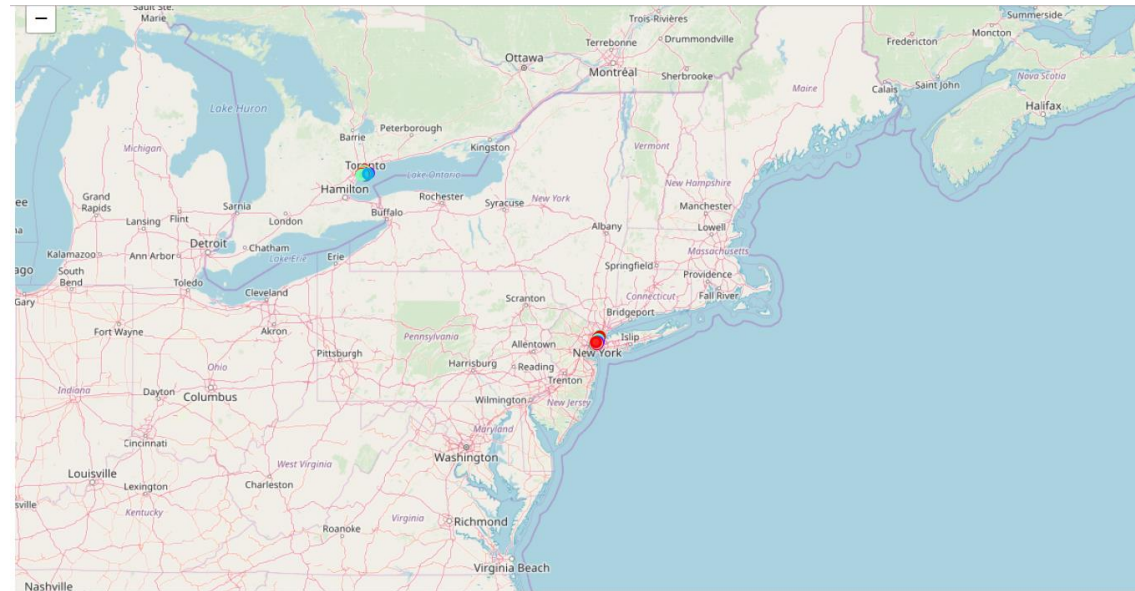 Sault Ste.
Marie
−
Trois-Rivières
Summerside
Moncton
Fredericton
Terrebonne
Drummondville
Ottawa
Montréal
Sherbrooke
Maine
Calais
Saint John
Nova Scotia
Halifax
Lake Huron
Barrie
Peterborough
Kingston
Vermont
Michigan
Toronto
Lake Ontario
Hamilton
New Hampshire
Grand
Rapids
Sarnia
London
Rochester
Syracuse
New York
Manchester
Lansing
Flint
Buffalo
Albany
Lowell
Detroit
Chatham
Massachusetts
Kalamazoo
Ann Arbor
Lake Erie
Erie
Springfield
Providence
South
Bend
Toledo
Cleveland
Scranton
Connecticut
Fall River
Gary
Bridgeport
Fort Wayne
Akron
Pennsylvania
Allentown
Islip
New York
Pittsburgh
Harrisburg
Reading
Trenton
Ohio
Indiana
Dayton
Columbus
Wilmington
New Jersey
Maryland
Cincinnati
Washington
West Virginia
Louisville
Lexington
Charleston
Kentucky
Virginia
Richmond
Roanoke
Virginia Beach
Nashville